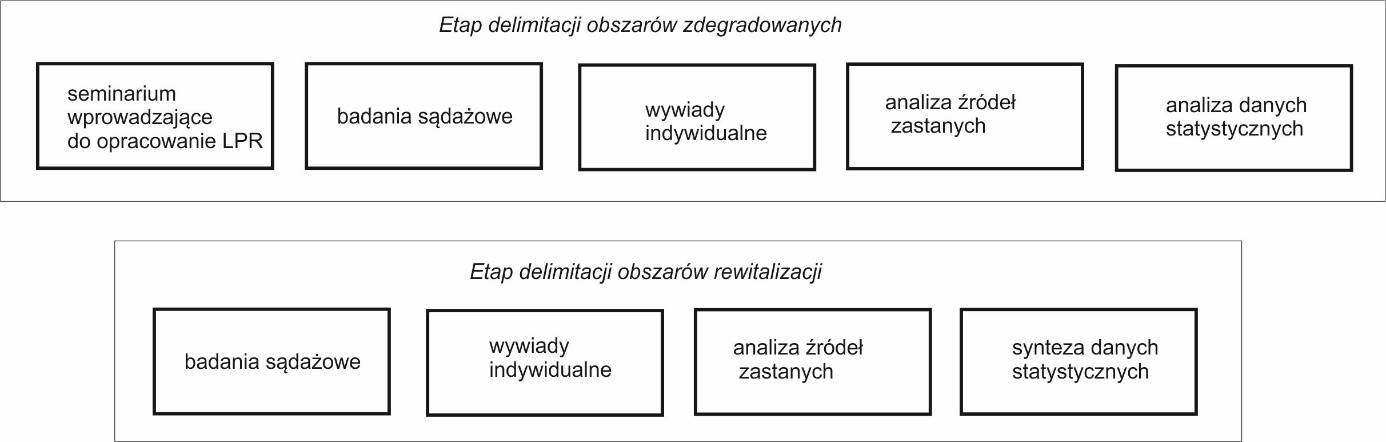 Etap delimitacji obszarów zdegradowanych
seminarium
wprowadzające
do opracowanie LPR
badania sądażowe
wywiady
indywidualne
analiza źródeł
zastanych
analiza danych
statystycznych
Etap delimitacji obszarów rewitalizacji
badania sądażowe
wywiady
indywidualne
analiza źródeł
zastanych
synteza danych
statystycznych